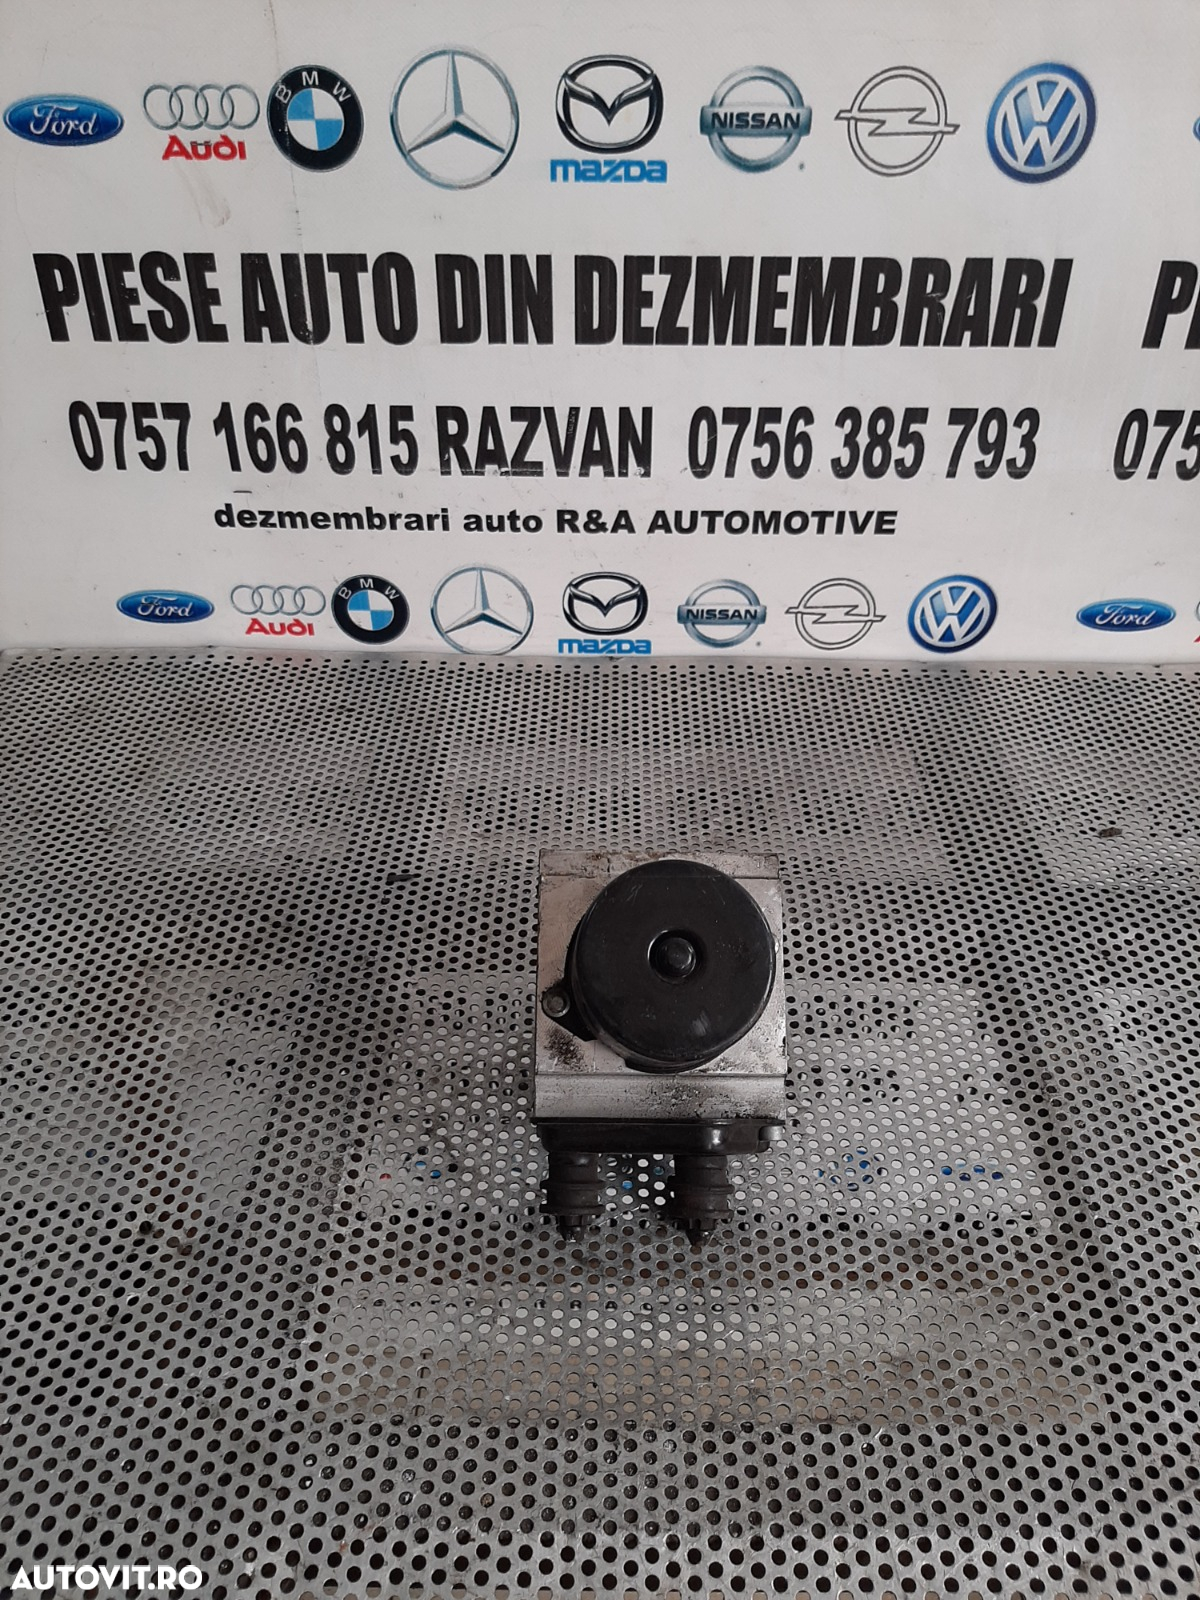 Ford Audi BMW mazda NISSAN
PIESE AUTO DIN DEZMEMBRARI
0757 166 815 RAZVAN 0756 385 793 075
dezmembrari auto R&A AUTOMOTIVE
Ford Audi BMW mazda NISSAN Ford
AUTOVIT.RO